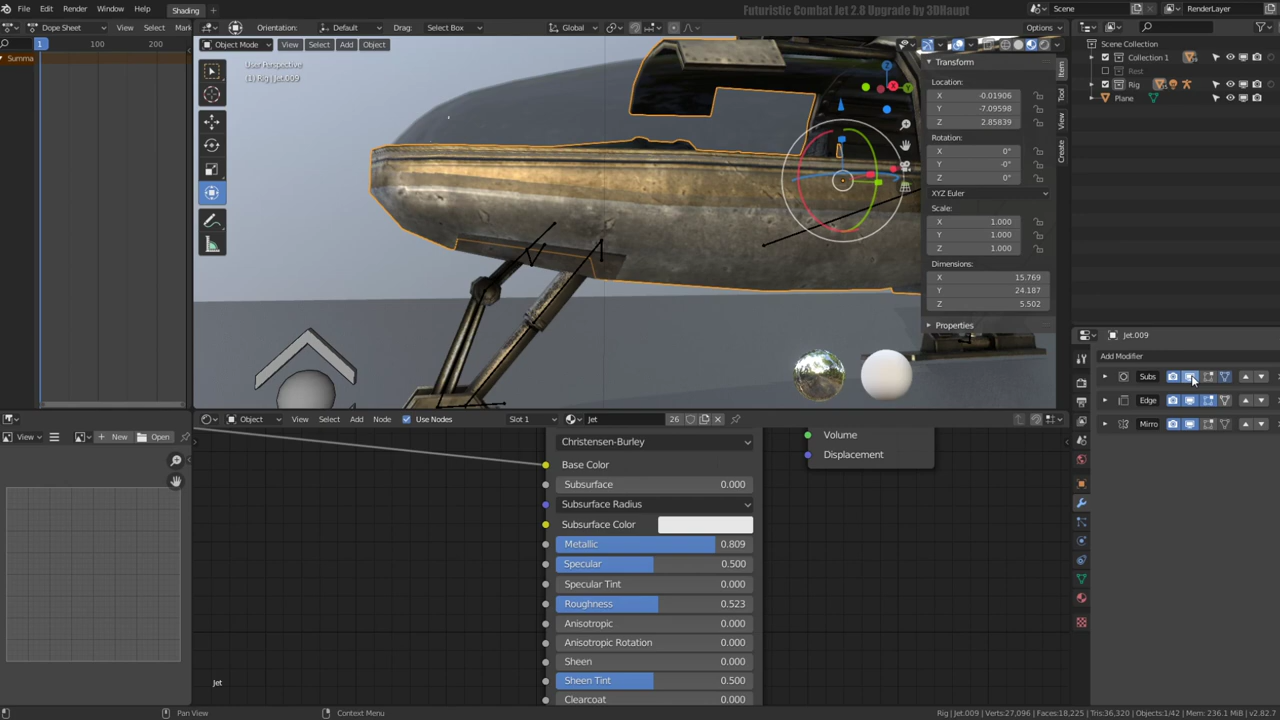 File Edit Render Window Help Shading Futuristic Combat Jet 2.8 Upgrade by 3DHaupt Scene RenderLayer
Dope Sheet View Select Mark Orientation: Default Drag: Select Box Global Options
1 100 200
Summa
Object Mode View Select Add Object
User Perspective
(1) Rig | Jet.009
Transform
Location:
X -0.01906
Y -7.09598
Z 2.85839
Rotation:
X 0°
Y -0°
Z 0°
XYZ Euler
Scale:
X 1.000
Y 1.000
Z 1.000
Dimensions:
X 15.769
Y 24.187
Z 5.502
Properties
Item
Tool
View
Create
Scene Collection
Collection 1
Rest
Rig
Plane
Jet.009
Add Modifier
Subs
Edge
Mirro
Object View Select Add Node Use Nodes Slot 1 Jet 26
View New Open
Christensen-Burley
Base Color
Subsurface 0.000
Subsurface Radius
Subsurface Color
Metallic 0.809
Specular 0.500
Specular Tint 0.000
Roughness 0.523
Anisotropic 0.000
Anisotropic Rotation 0.000
Sheen 0.000
Sheen Tint 0.500
Clearcoat 0.000
Volume
Displacement
Jet
Pan View Context Menu Rig | Jet.009 | Verts:27,096 | Faces:18,225 | Tris:36,320 | Objects:1/42 | Mem: 236.1 MiB | v2.82.7